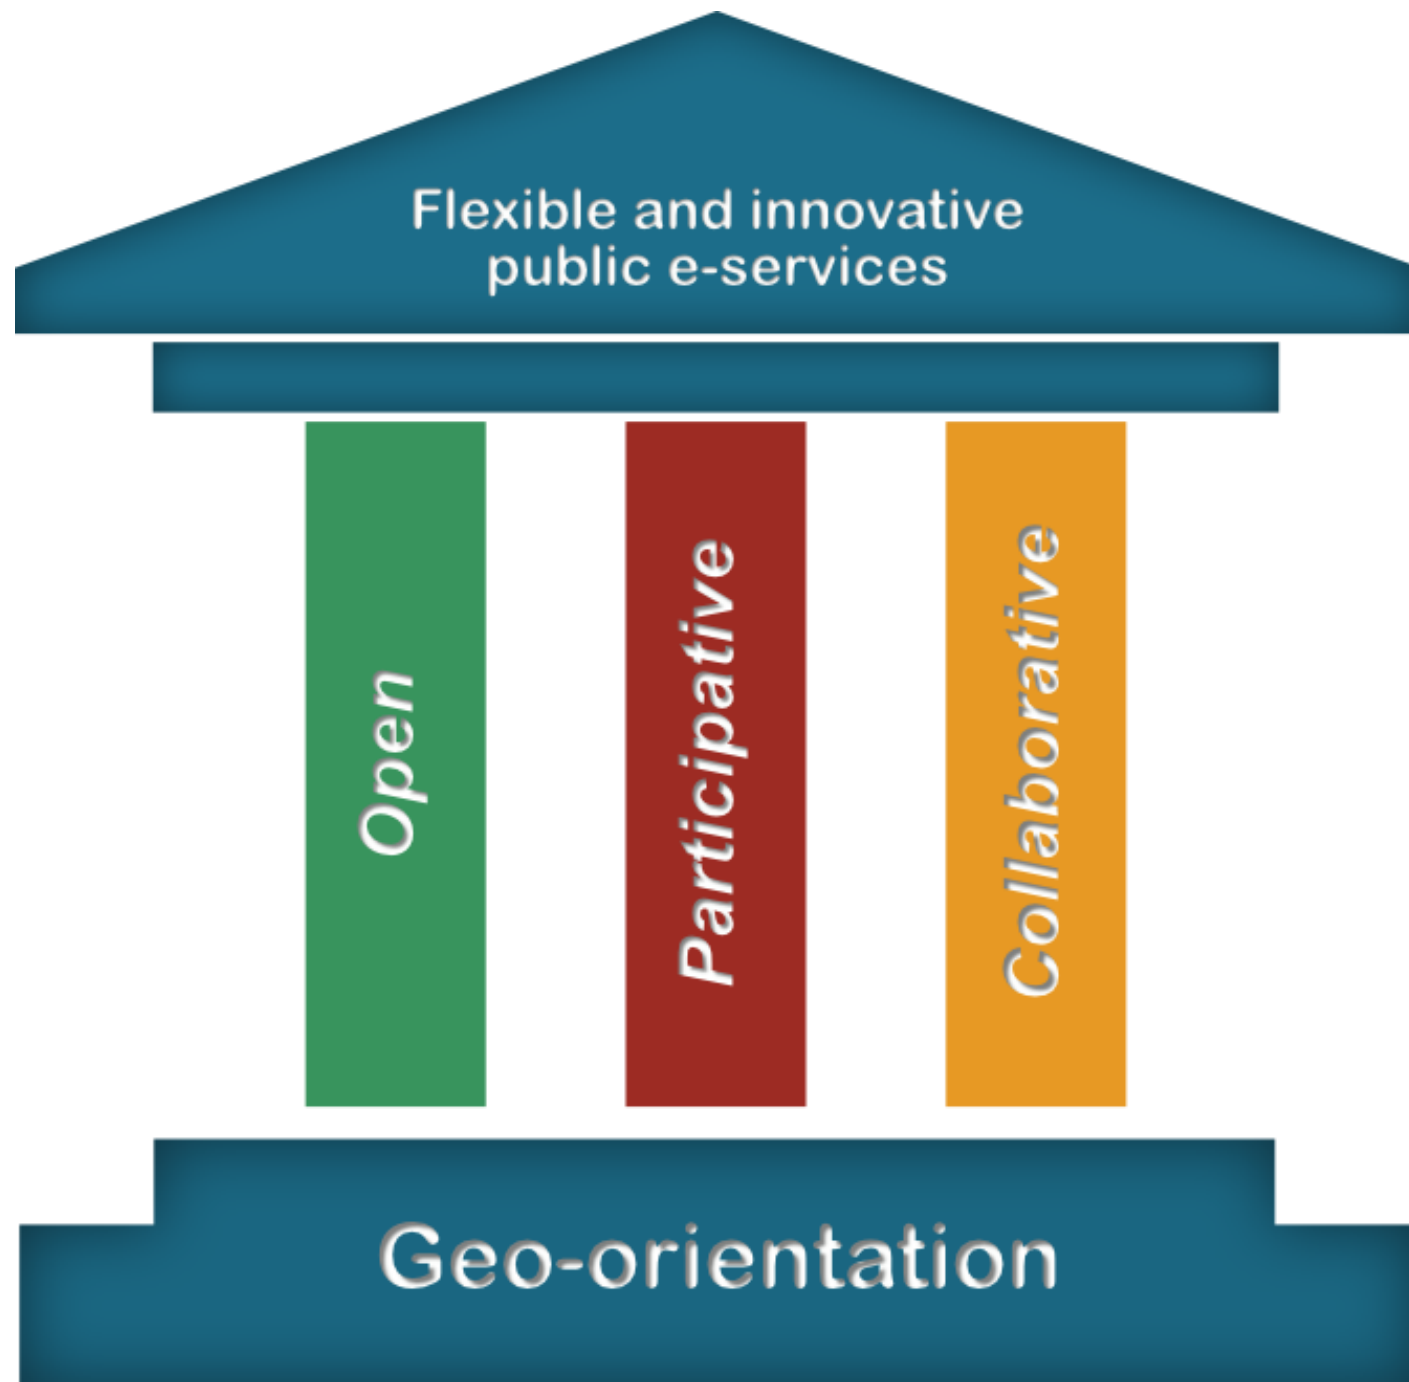 Flexible and innovative
public e-services
Open
Participative
Collaborative
Geo-orientation